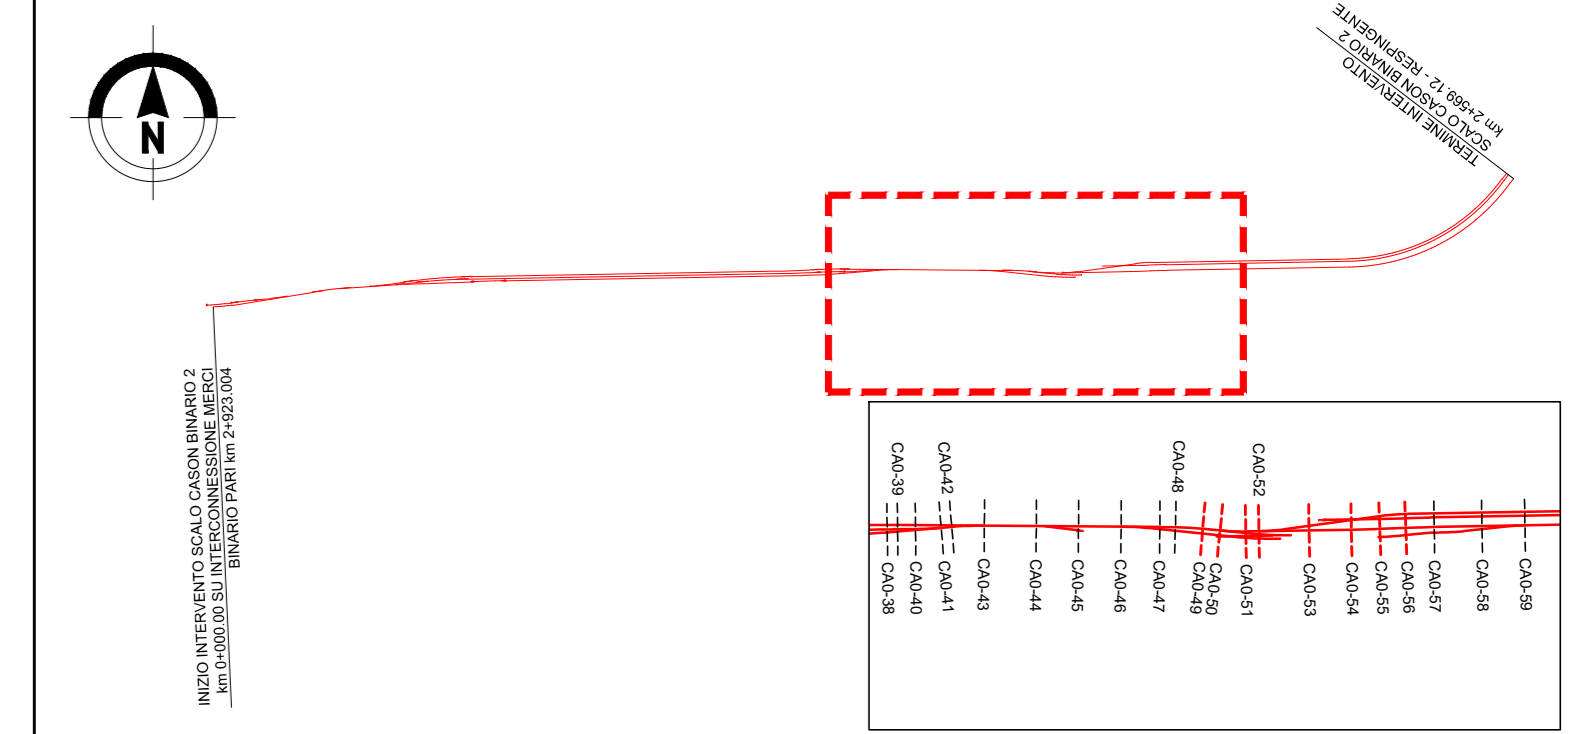 N
TERMINE INTERVENTO
SCALO CASON BINARIO 2
km 2+569.12 - RESPINGENTE
INIZIO INTERVENTO SCALO CASON BINARIO 2
km 0+000.00 SU INTERCONNESSIONE MERCI
BINARIO PARI km 2+923.004
CA0-39
CA0-42
CA0-48
CA0-52
CA0-38
CA0-40
CA0-41
CA0-43
CA0-44
CA0-45
CA0-46
CA0-47
CA0-49
CA0-50
CA0-51
CA0-53
CA0-54
CA0-55
CA0-56
CA0-57
CA0-58
CA0-59